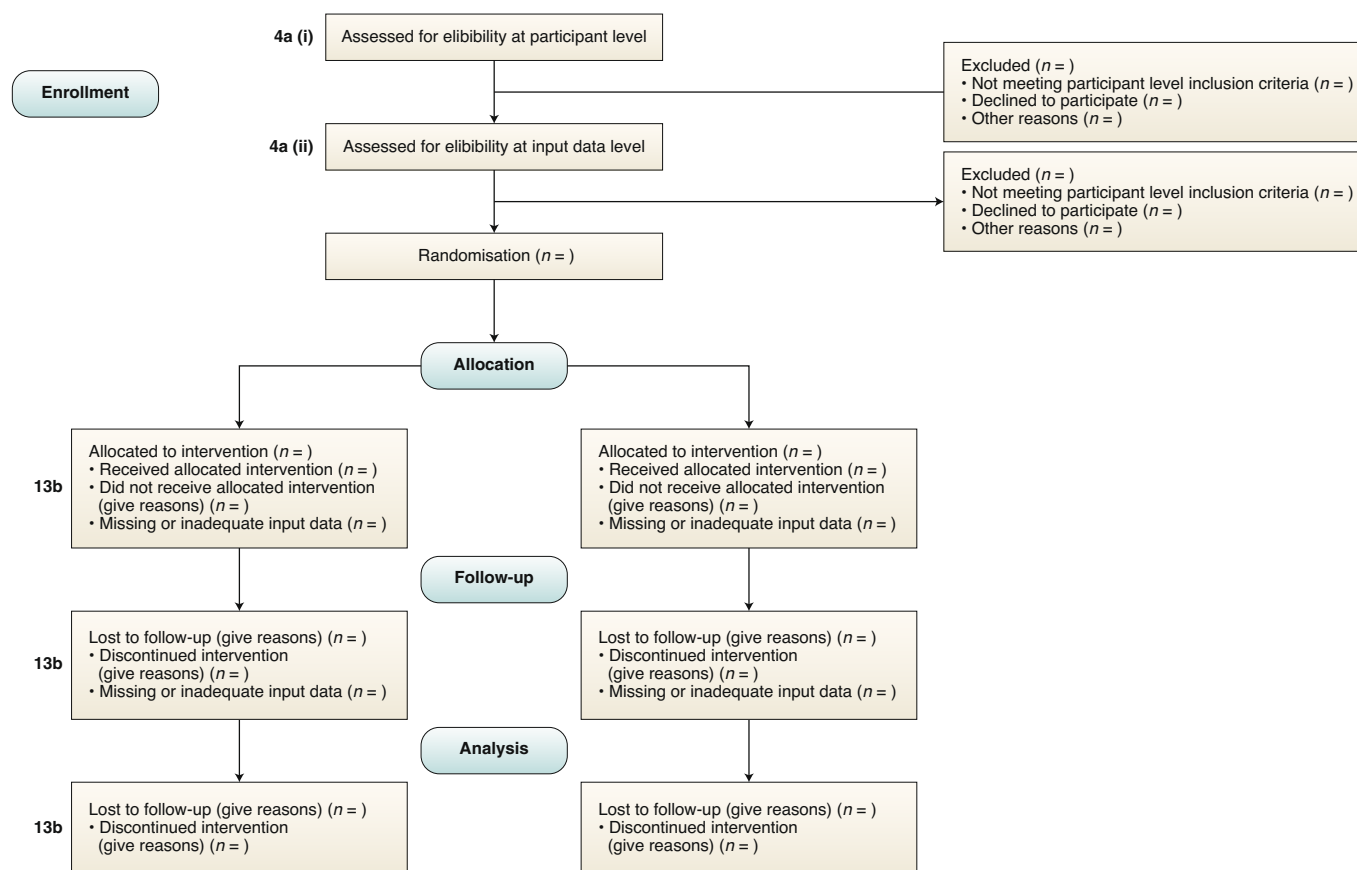 4a (i)
Assessed for elibibility at participant level
Enrollment
Excluded (n = )
• Not meeting participant level inclusion criteria (n = )
• Declined to participate (n = )
• Other reasons (n = )
4a (ii)
Assessed for elibibility at input data level
Excluded (n = )
• Not meeting participant level inclusion criteria (n = )
• Declined to participate (n = )
• Other reasons (n = )
Randomisation (n = )
Allocation
13b
Allocated to intervention (n = )
• Received allocated intervention (n = )
• Did not receive allocated intervention
(give reasons) (n = )
• Missing or inadequate input data (n = )
Allocated to intervention (n = )
• Received allocated intervention (n = )
• Did not receive allocated intervention
(give reasons) (n = )
• Missing or inadequate input data (n = )
Follow-up
13b
Lost to follow-up (give reasons) (n = )
• Discontinued intervention
(give reasons) (n = )
• Missing or inadequate input data (n = )
Lost to follow-up (give reasons) (n = )
• Discontinued intervention
(give reasons) (n = )
• Missing or inadequate input data (n = )
Analysis
13b
Lost to follow-up (give reasons) (n = )
• Discontinued intervention
(give reasons) (n = )
Lost to follow-up (give reasons) (n = )
• Discontinued intervention
(give reasons) (n = )